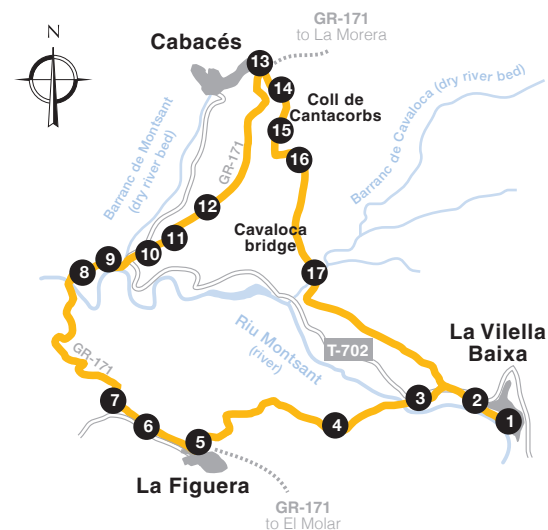 N
GR-171
to La Morera
Cabacés
13
14
Coll de
Cantacorbs
15
16
Barranc de Cavaloca (dry river bed)
Barranc de Montsant
(dry river bed)
GR-171
12
11
10
9
8
Cavaloca
bridge
17
Riu Montsant
(river)
T-702
La Vilella
Baixa
GR-171
7
6
5
4
3
2
1
La Figuera
GR-171
to El Molar